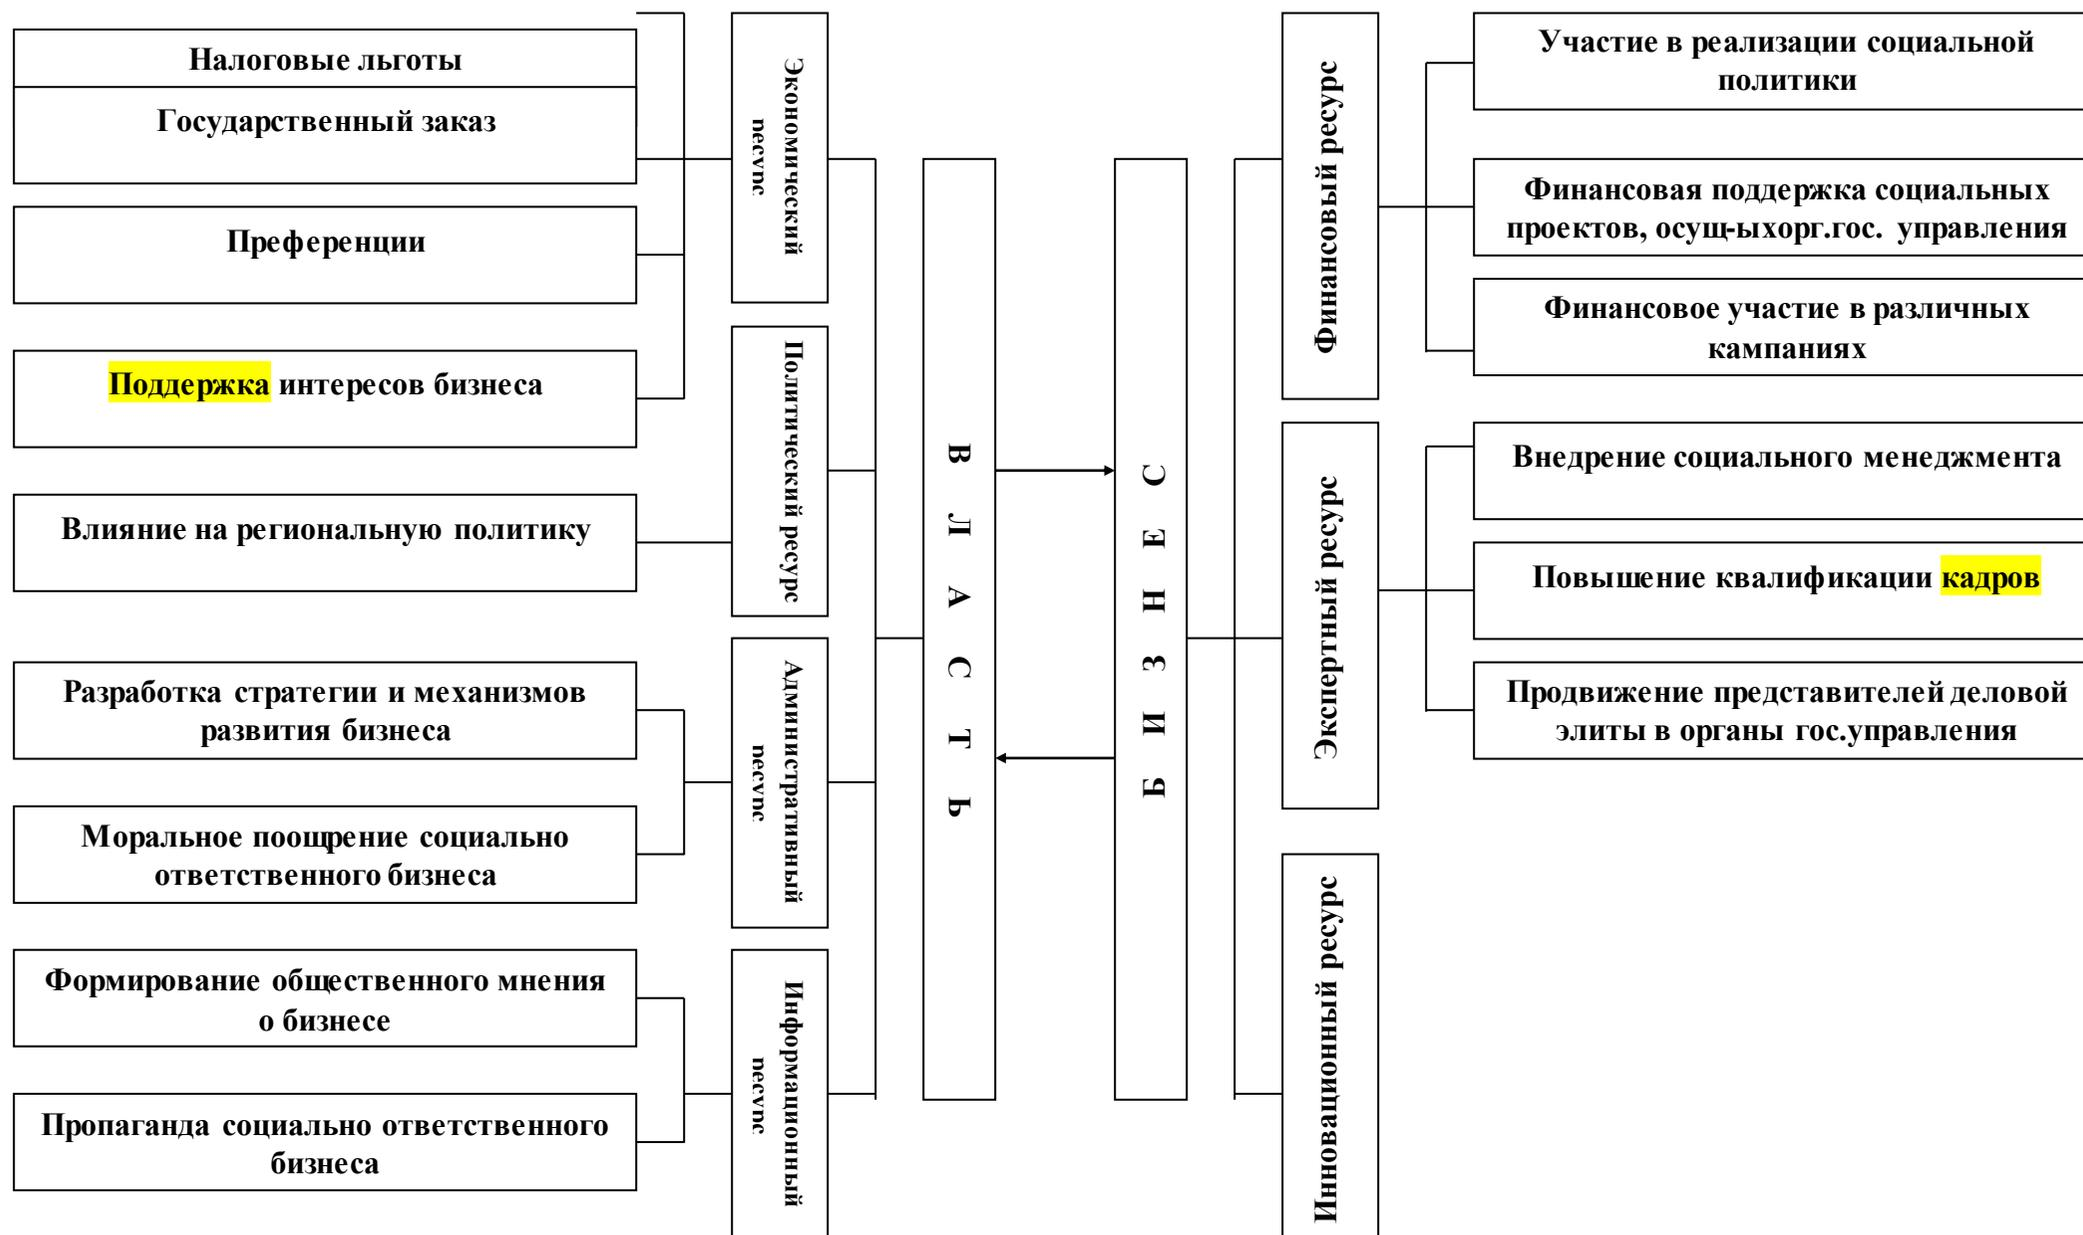 Налоговые льготы
Государственный заказ
Преференции
Поддержка интересов бизнеса
Влияние на региональную политику
Разработка стратегии и механизмов
развития бизнеса
Моральное поощрение социально
ответственного бизнеса
Формирование общественного мнения
о бизнесе
Пропаганда социально ответственного
бизнеса
Экономический
ресурс
Политический ресурс
Административный
ресурс
Информационный
ресурс
ВЛАСТЬ
БИЗНЕС
Финансовый ресурс
Экспертный ресурс
Инновационный ресурс
Участие в реализации социальной
политики
Финансовая поддержка социальных
проектов, осущ-ыхорг.гос. управления
Финансовое участие в различных
кампаниях
Внедрение социального менеджмента
Повышение квалификации кадров
Продвижение представителей деловой
элиты в органы гос.управления